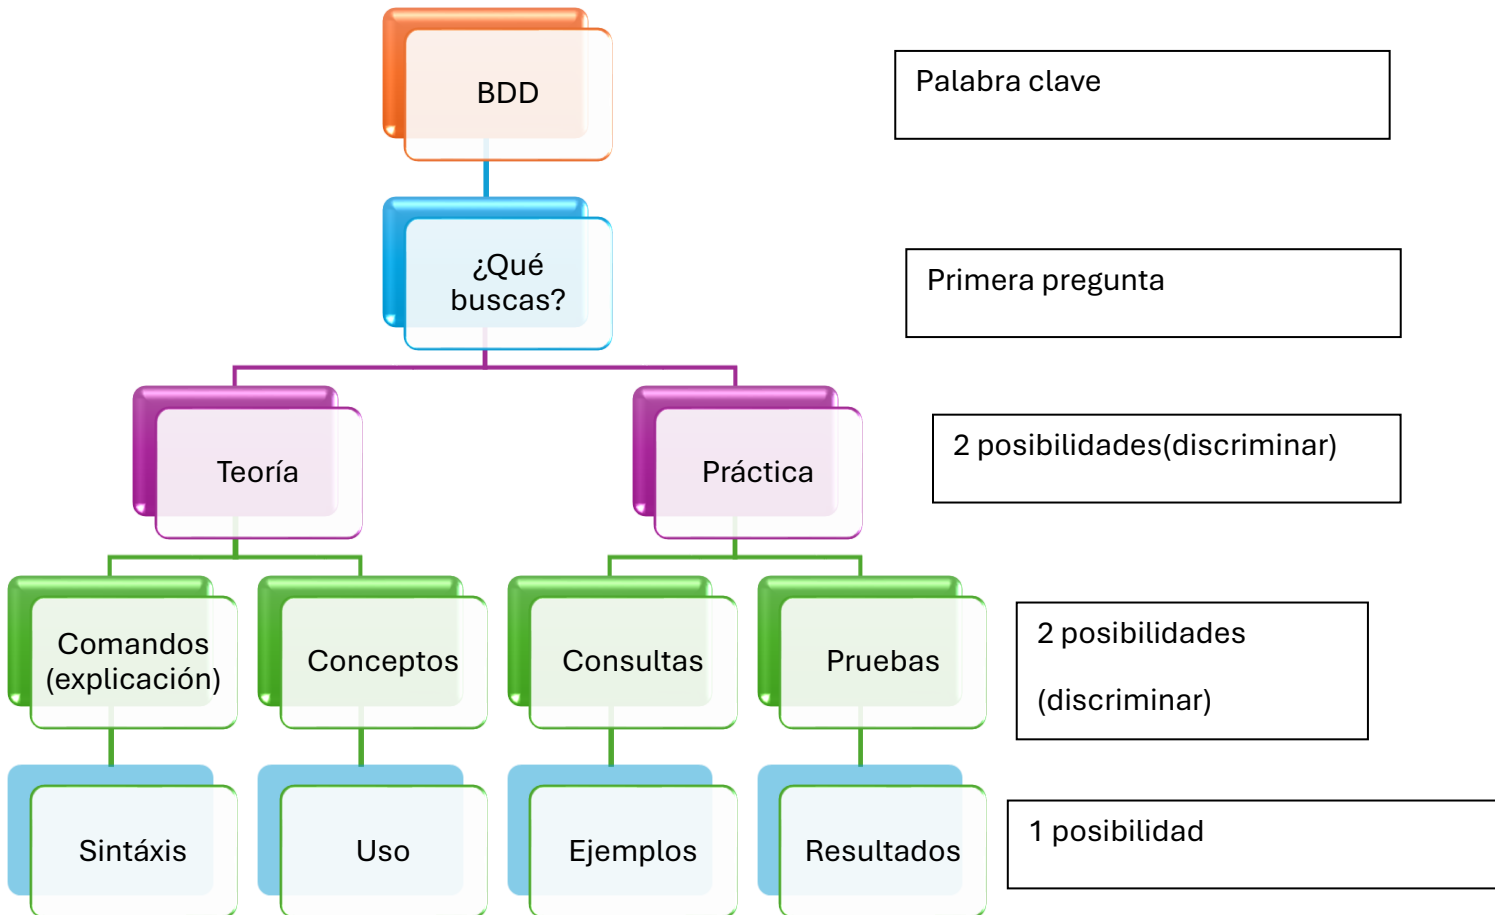 BDD
Palabra clave
¿Qué
buscas?
Primera pregunta
Teoría
Práctica
2 posibilidades(discriminar)
Comandos
(explicación)
Conceptos
Consultas
Pruebas
2 posibilidades
(discriminar)
Sintáxis
Uso
Ejemplos
Resultados
1 posibilidad